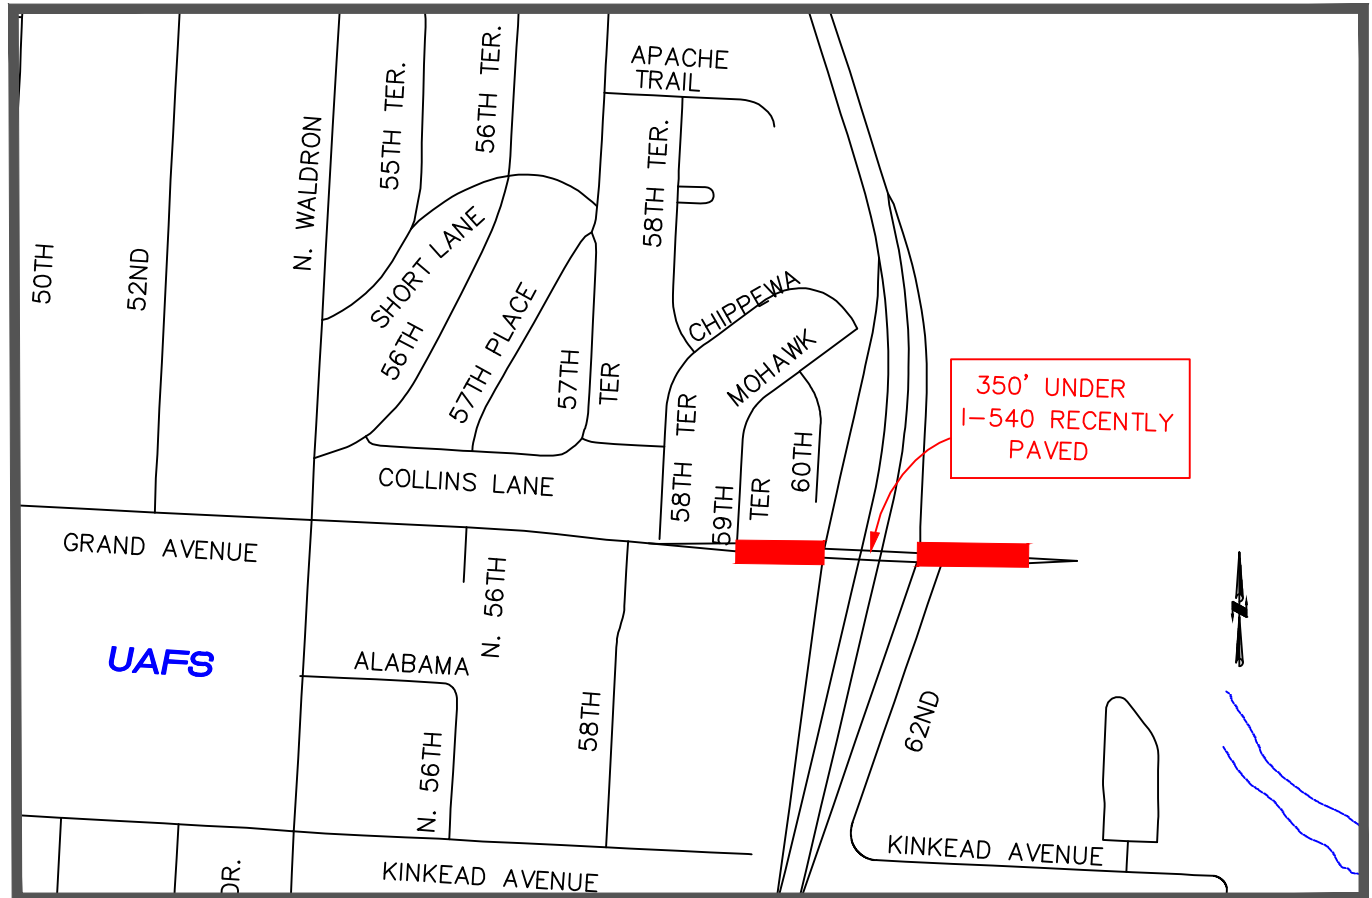 APACHE
TRAIL
55TH TER.
56TH TER.
N. WALDRON
58TH TER.
50TH
52ND
SHORT LANE
56TH
57TH PLACE
57TH
TER
CHIPPEWA
MOHAWK
58TH
TER
59TH
TER
60TH
350' UNDER
I-540 RECENTLY
PAVED
COLLINS LANE
GRAND AVENUE
N. 56TH
UAFS
ALABAMA
58TH
62ND
N. 56TH
N
DR.
KINKEAD AVENUE
KINKEAD AVENUE